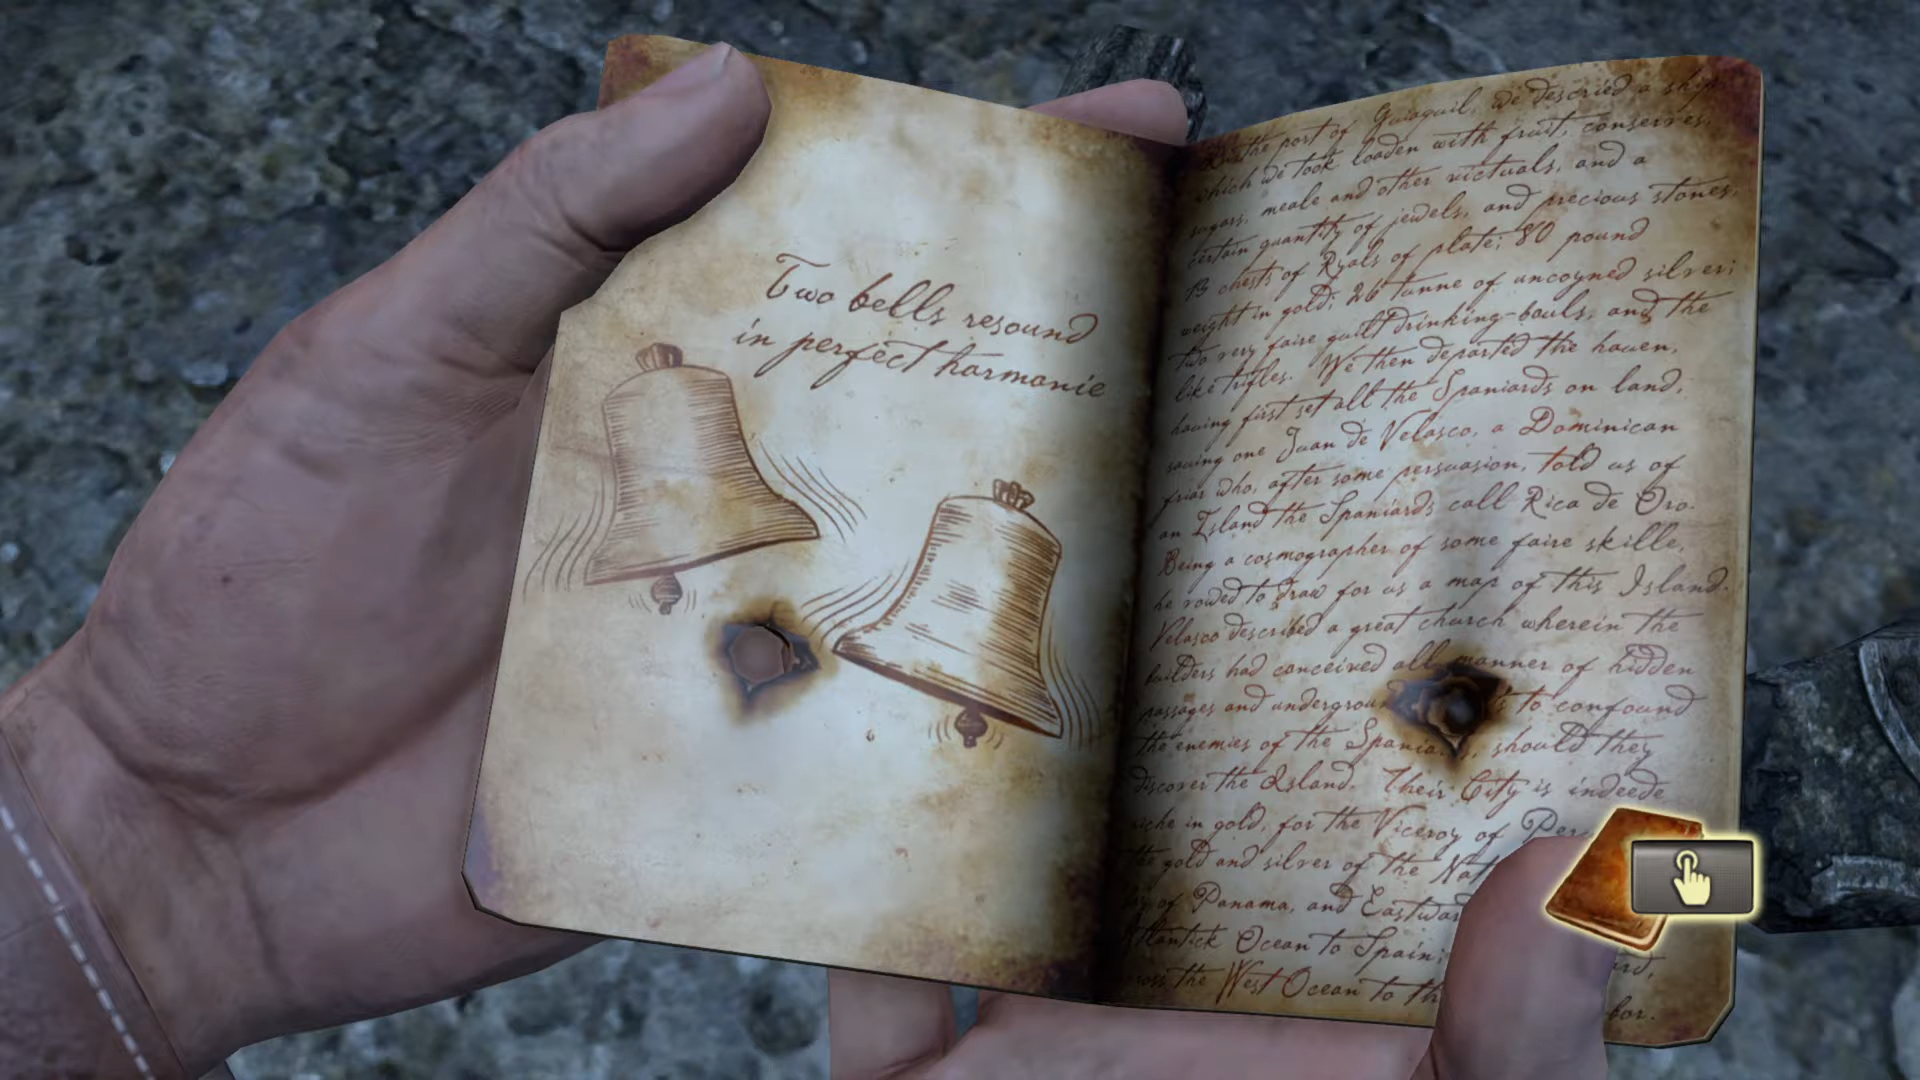 Two bells resound
in perfect harmonie
the port of Guiaquil, we descried a ship
which we took loaden with fruit, conserves,
sugars, meale and other victuals, and a
certain quantity of jewels, and precious stones,
13 chests of Ryals of plate; 80 pound
weight in gold; 26 tunne of uncoyned silver;
two very faire guilt drinking-bouls, and the
like trifles. We then departed the haven,
having first set all the Spaniards on land,
saving one Juan de Velasco, a Dominican
friar who, after some persuasion, told us of
an Island the Spaniards call Rica de Oro.
Being a cosmographer of some faire skille,
he vowed to draw for us a map of this Island.
Velasco described a great church wherein the
builders had conceived all manner of hidden
passages and to confound
the enemies of the should they
discover the Island. Their City is indeede
riche in gold, for the Viceroy of
the gold and silver of the
of Panama, and
Atlantick Ocean to Spain;
the West Ocean to